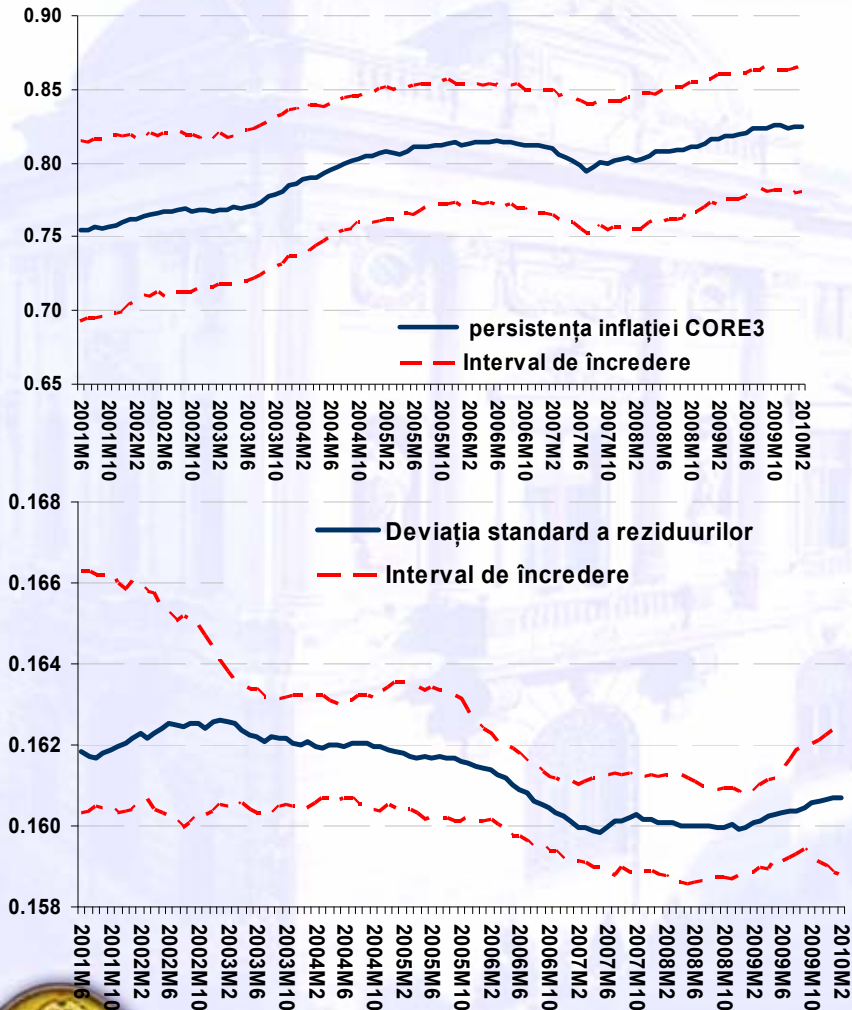 0.90
0.85
0.80
0.75
0.70
0.65
persistența inflației CORE3
Interval de încredere
2001M6 2001M10 2002M2 2002M6 2002M10 2003M2 2003M6 2003M10 2004M2 2004M6 2004M10 2005M2 2005M6 2005M10 2006M2 2006M6 2006M10 2007M2 2007M6 2007M10 2008M2 2008M6 2008M10 2009M2 2009M6 2009M10 2010M2
0.168
0.166
0.164
0.162
0.160
0.158
Deviația standard a reziduurilor
Interval de încredere
2001M6 2001M10 2002M2 2002M6 2002M10 2003M2 2003M6 2003M10 2004M2 2004M6 2004M10 2005M2 2005M6 2005M10 2006M2 2006M6 2006M10 2007M2 2007M6 2007M10 2008M2 2008M6 2008M10 2009M2 2009M6 2009M10 2010M2